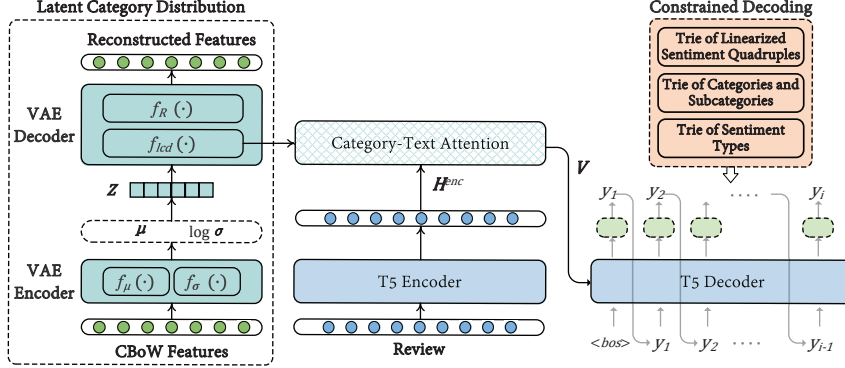 Latent Category Distribution
Reconstructed Features
VAE
Decoder
f_R (·)
f_lcd (·)
z
μ
log σ
VAE
Encoder
f_μ (·)
f_σ (·)
CBoW Features
Category-Text Attention
H^enc
T5 Encoder
Review
V
Constrained Decoding
Trie of Linearized
Sentiment Quadruples
Trie of Categories and
Subcategories
Trie of Sentiment
Types
y_1
y_2
....
y_i
T5 Decoder
<bos>
y_1
y_2
....
y_i-1